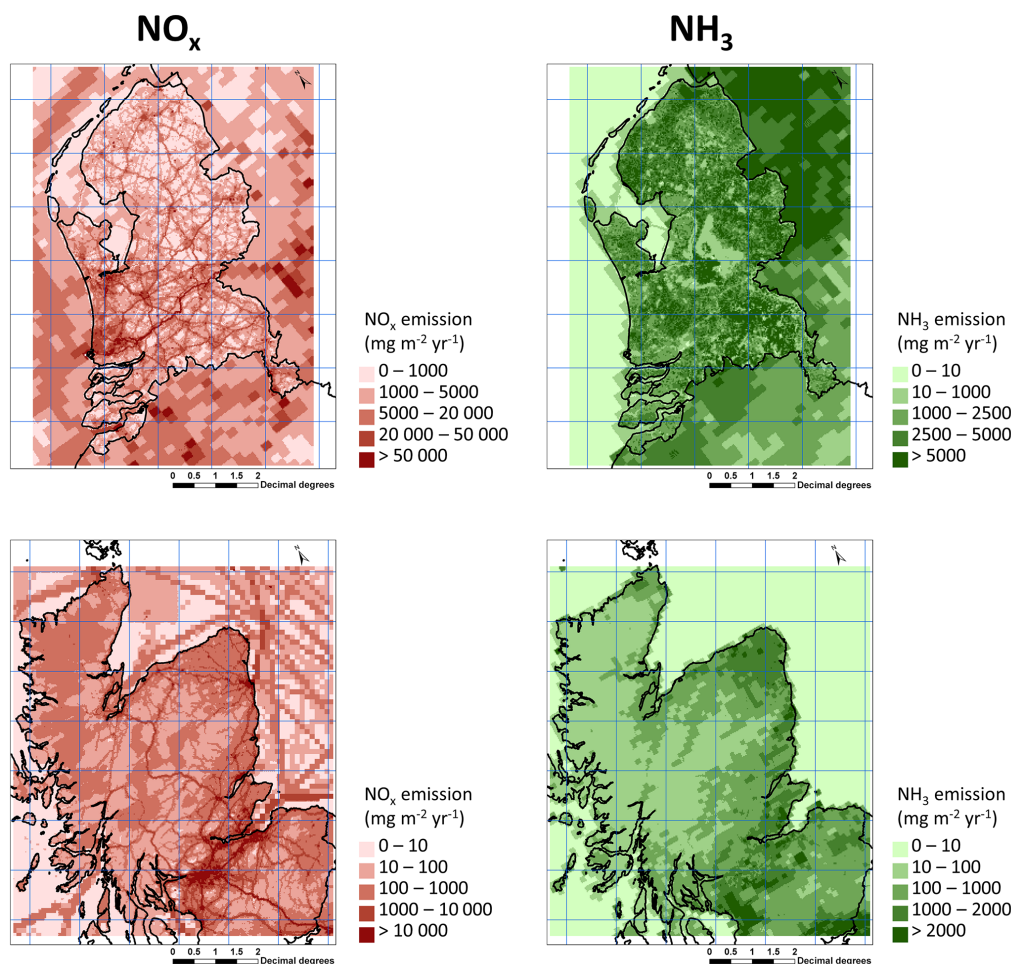 NOx NH3
N N
NOx emission
(mg m-2 yr-1)
0 – 1000
1000 – 5000
5000 – 20 000
20 000 – 50 000
> 50 000
0 0.5 1 1.5 2
Decimal degrees
NH3 emission
(mg m-2 yr-1)
0 – 10
10 – 1000
1000 – 2500
2500 – 5000
> 5000
0 0.5 1 1.5 2
Decimal degrees
N N
NOx emission
(mg m-2 yr-1)
0 – 10
10 – 100
100 – 1000
1000 – 10 000
> 10 000
0 0.5 1 1.5 2
Decimal degrees
NH3 emission
(mg m-2 yr-1)
0 – 10
10 – 100
100 – 1000
1000 – 2000
> 2000
0 0.5 1 1.5 2
Decimal degrees